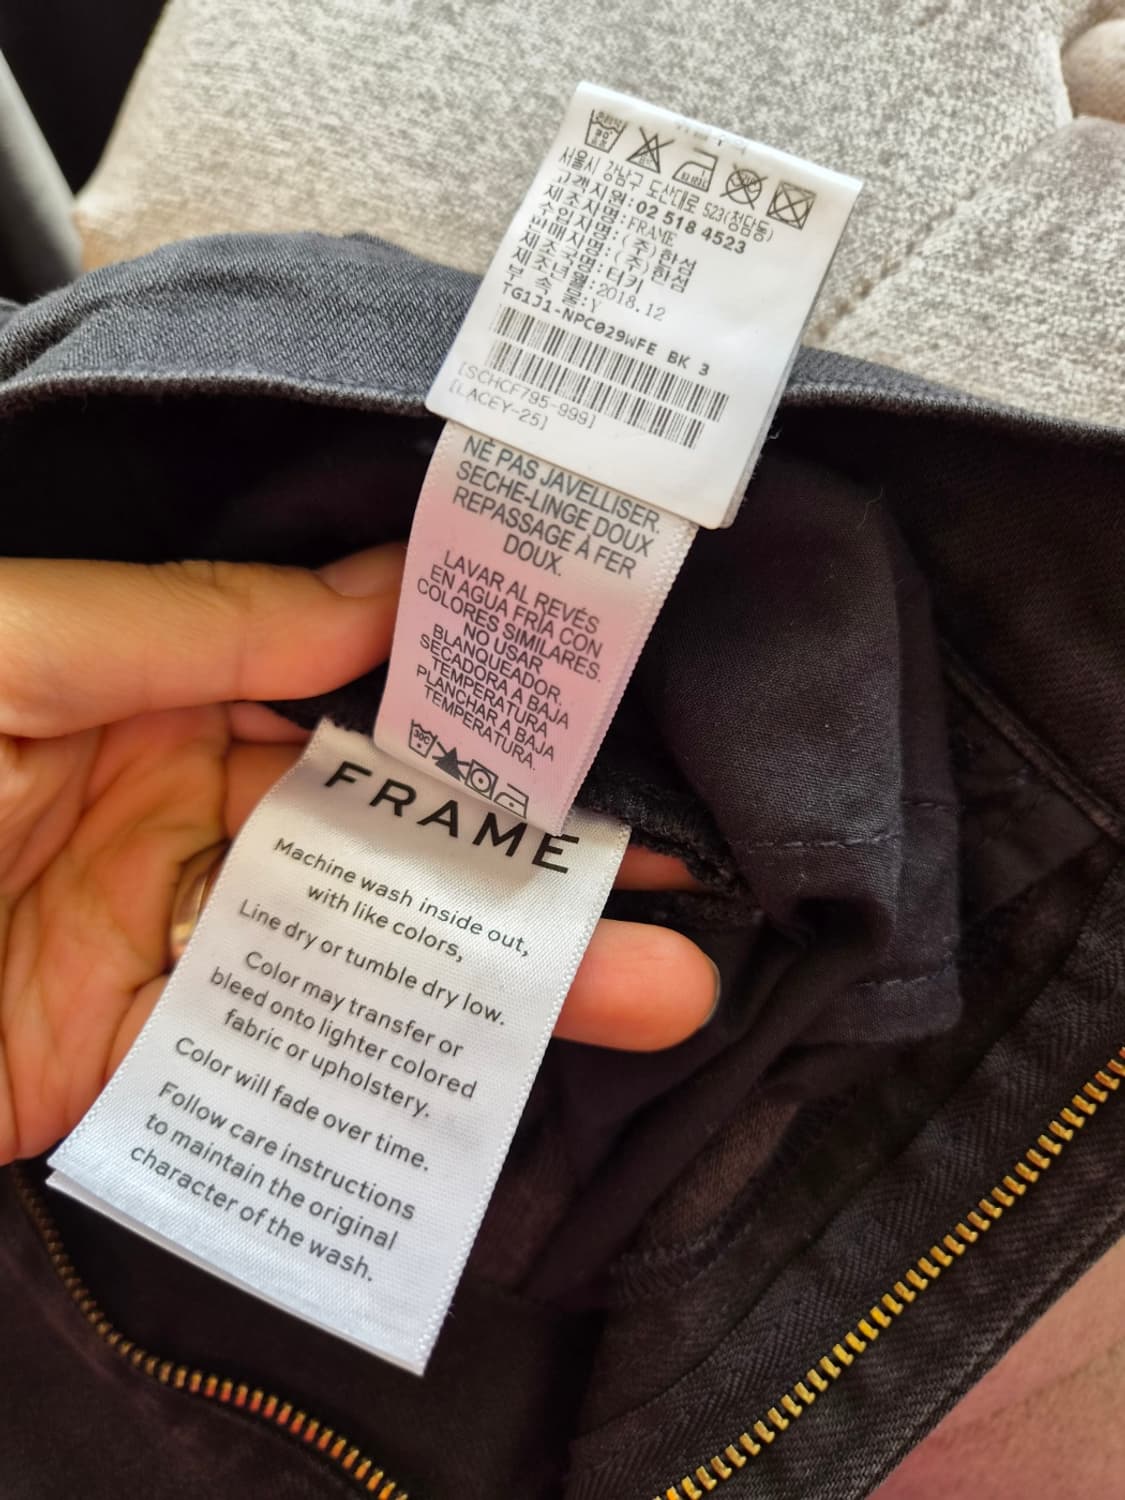 서울시 강남구 도산대로 523(청담동)
고객지원:02 518 4523
제조자명:FRAME
수입자명:(주)한섬
판매자명:(주)한섬
제조국명:터키
제조년월:2018.12
부 속 물:Y
TG1J1-NPC029WFE BK 3
[SCHCF795-999]
[LACEY-25]
NE PAS JAVELLISER.
SECHE-LINGE DOUX
REPASSAGE À FER
DOUX.
LAVAR AL REVÉS
EN AGUA FRÍA CON
COLORES SIMILARES.
NO USAR
BLANQUEADOR,
SECADORA A BAJA
TEMPERATURA
PLANCHAR A BAJA
TEMPERATURA.
30C
FRAME
Machine wash inside out,
with like colors,
Line dry or tumble dry low.
Color may transfer or
bleed onto lighter colored
fabric or upholstery.
Color will fade over time.
Follow care instructions
to maintain the original
character of the wash.